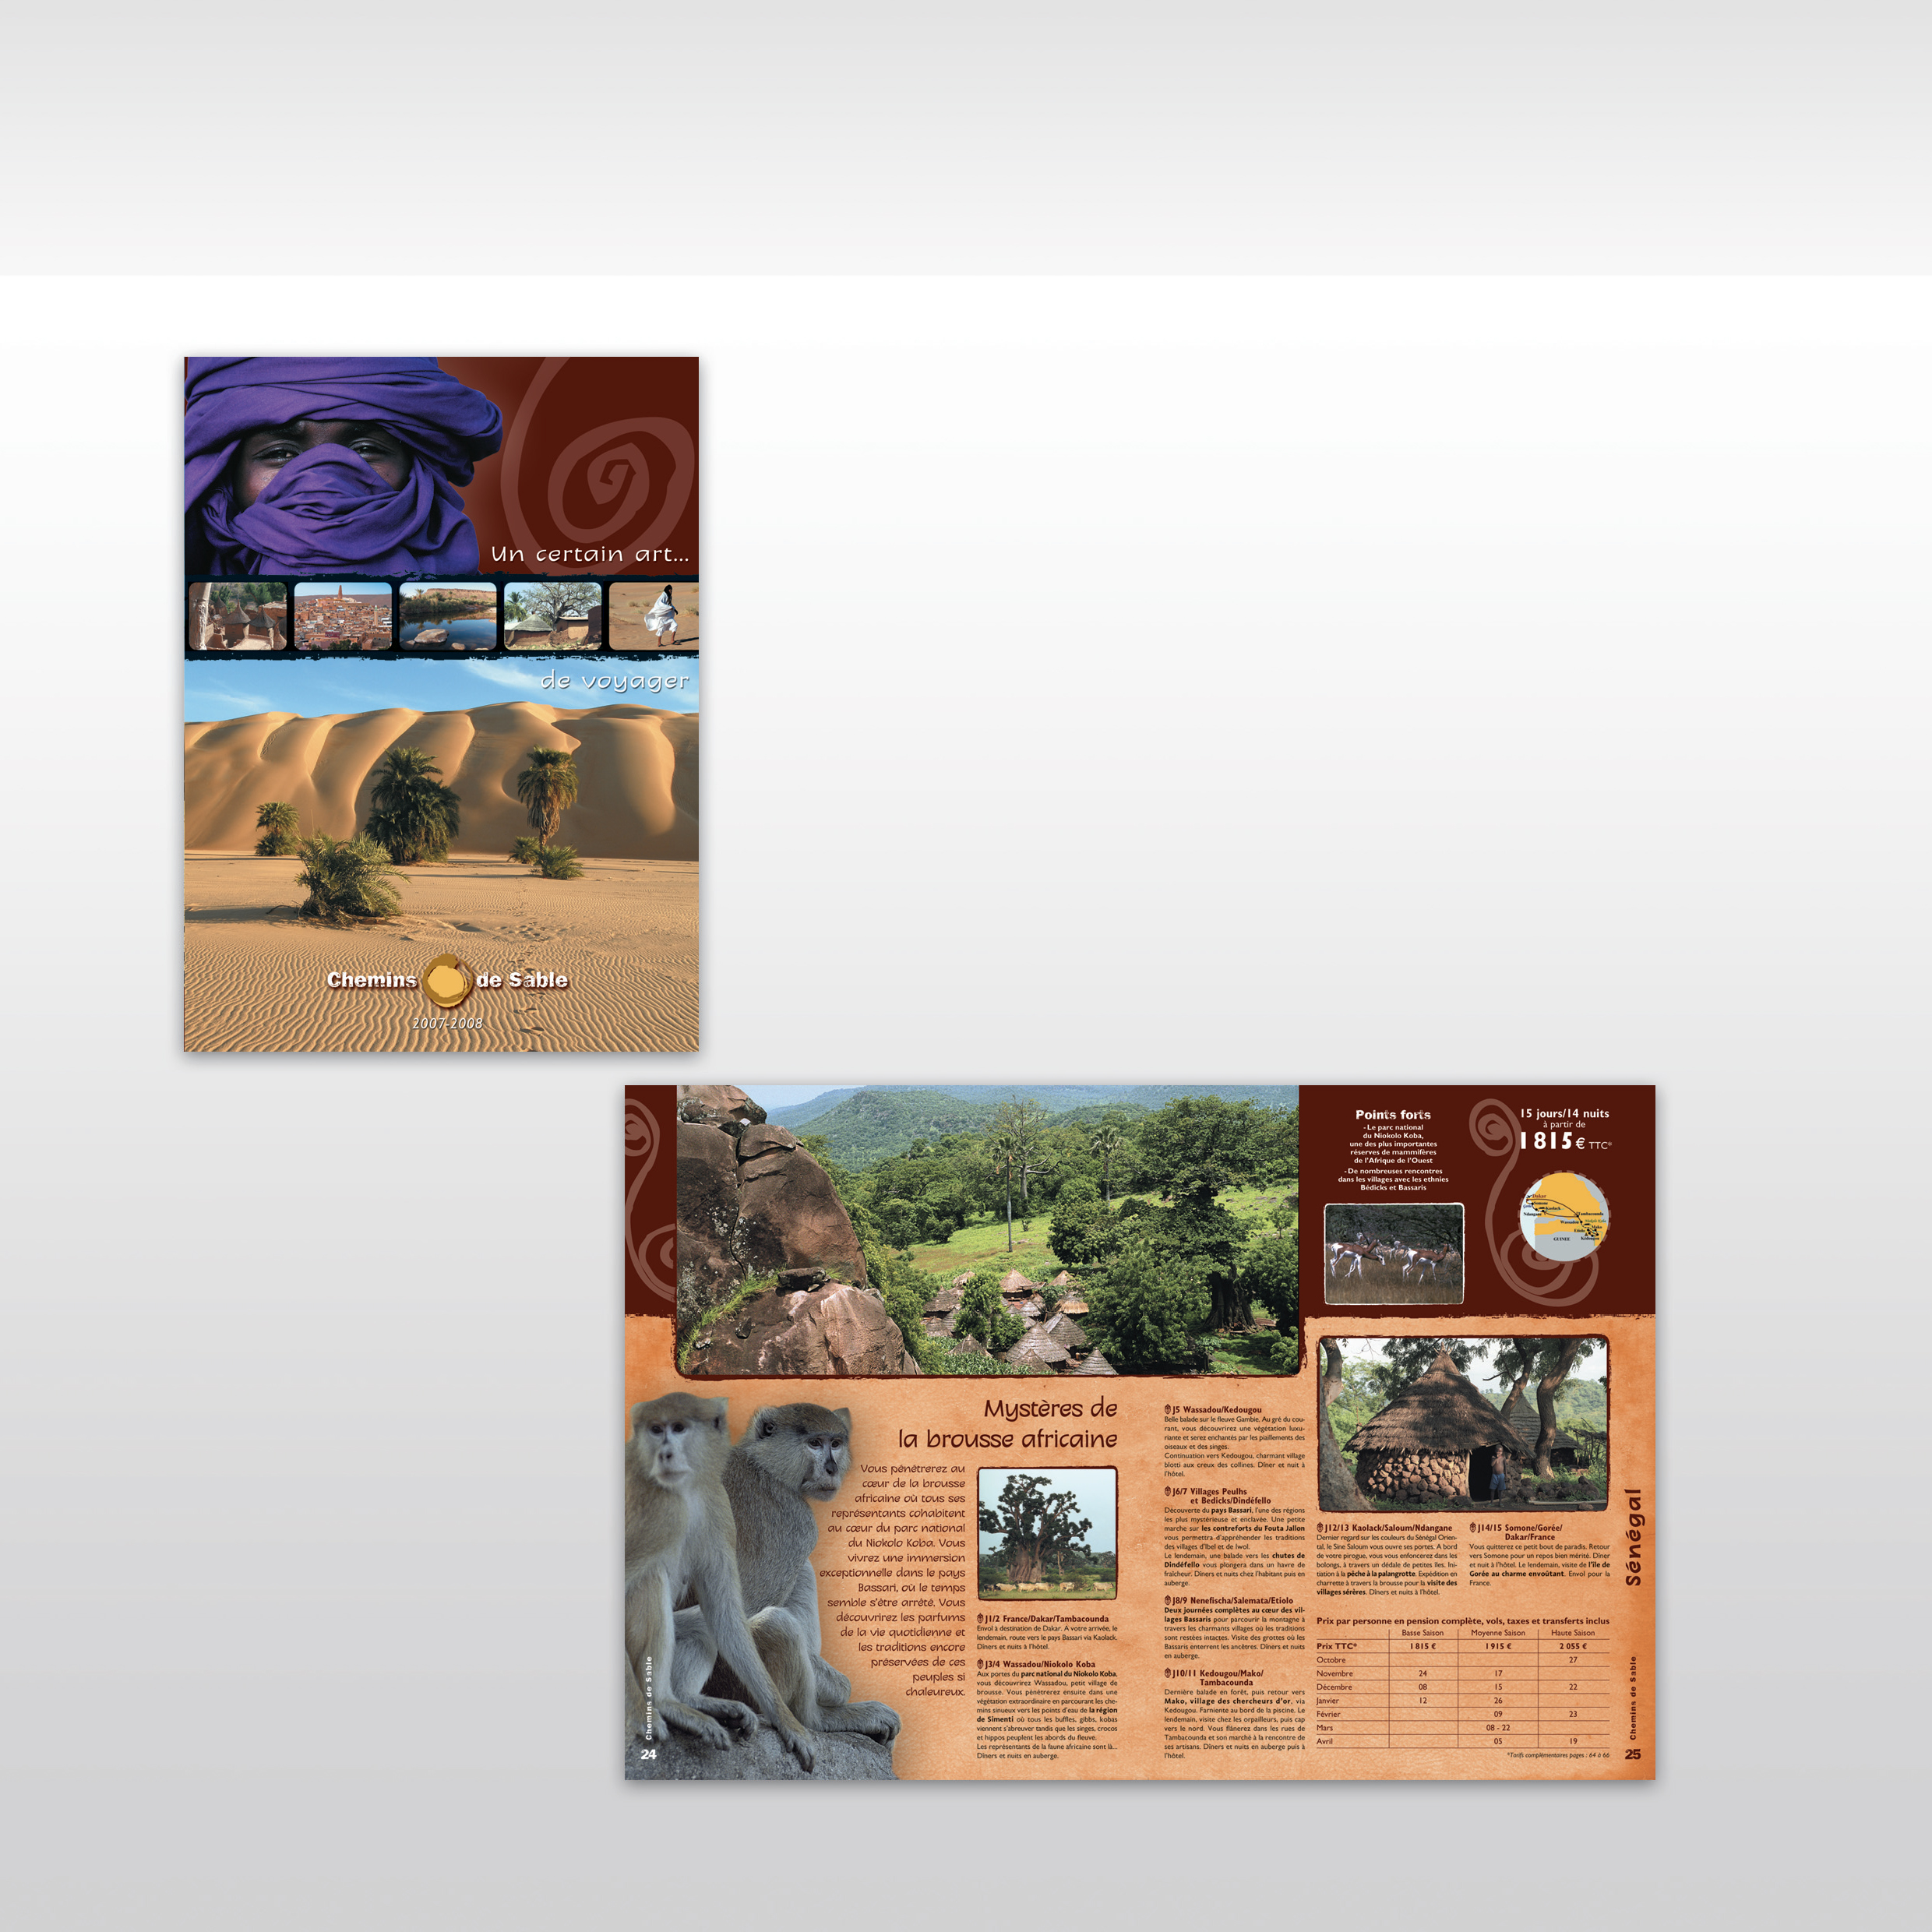 Un certain art...
de voyager
Chemins de Sable
2007-2008
Points forts
- Le parc national
du Niokolo Koba,
une des plus importantes
réserves de mammifères
de l'Afrique de l'Ouest
- De nombreuses rencontres
dans les villages avec les ethnies
Bédicks et Bassaris
15 jours/14 nuits
à partir de
1 815 € TTC*
Dakar
Kaolack
Tambacounda
Wassadou
Mako
GUINEE
Mystères de
la brousse africaine
Vous pénétrerez au
cœur de la brousse
africaine où tous ses
représentants cohabitent
au cœur du parc national
du Niokolo Koba. Vous
vivrez une immersion
exceptionnelle dans le pays
Bassari, où le temps
semble s'être arrêté. Vous
découvrirez les parfums
de la vie quotidienne et
les traditions encore
préservées de ces
peuples si
chaleureux.
J1/2 France/Dakar/Tambacounda
Envol à destination de Dakar. A votre arrivée, le
lendemain, route vers le pays Bassari via Kaolack.
Dîners et nuits à l'hôtel.
J3/4 Wassadou/Niokolo Koba
Aux portes du parc national du Niokolo Koba,
vous découvrirez Wassadou, petit village de
brousse. Vous pénétrerez ensuite dans une
végétation extraordinaire en parcourant les che-
mins sinueux vers les points d'eau de la région
de Simenti où tous les buffles, gibbs, kobas
viennent s'abreuver tandis que les singes, crocos
et hippos peuplent les abords du fleuve.
Les représentants de la faune africaine sont là...
Dîners et nuits en auberge.
J5 Wassadou/Kedougou
Belle balade sur le fleuve Gambie. Au gré du cou-
rant, vous découvrirez une végétation luxu-
riante et serez enchantés par les piaillements des
oiseaux et des singes.
Continuation vers Kedougou, charmant village
blotti aux creux des collines. Dîner et nuit à
l'hôtel.
J6/7 Villages Peulhs
et Bedicks/Dindéfello
Découverte du pays Bassari, l'une des régions
les plus mystérieuse et enclavée. Une petite
marche sur les contreforts du Fouta Jallon
vous permettra d'appréhender les traditions
des villages d'Ibel et de Iwol.
Le lendemain, une balade vers les chutes de
Dindéfello vous plongera dans un havre de
fraîcheur. Dîners et nuits chez l'habitant puis en
auberge.
J8/9 Nenefischa/Salemata/Etiolo
Deux journées complètes au cœur des vil-
lages Bassaris pour parcourir la montagne à
travers les charmants villages où les traditions
sont restées intactes. Visite des grottes où les
Bassaris enterrent les ancêtres. Dîners et nuits
en auberge.
J10/11 Kedougou/Mako/
Tambacounda
Dernière balade en forêt, puis retour vers
Mako, village des chercheurs d'or, via
Kedougou. Farniente au bord de la piscine. Le
lendemain, visite chez les orpailleurs, puis cap
vers le nord. Vous flânerez dans les rues de
Tambacounda et son marché à la rencontre de
ses artisans. Dîners et nuits en auberge puis à
l'hôtel.
J12/13 Kaolack/Saloum/Ndangane
Dernier regard sur les couleurs du Sénégal Orien-
tal, le Sine Saloum vous ouvre ses portes. A bord
de votre pirogue, vous vous enfoncerez dans les
bolongs, à travers un dédale de petites îles. Ini-
tiation à la pêche à la palangrotte. Expédition en
charrette à travers la brousse pour la visite des
villages sérères. Dîners et nuits à l'hôtel.
J14/15 Somone/Gorée/
Dakar/France
Vous quitterez ce petit bout de paradis. Retour
vers Somone pour un repos bien mérité. Dîner
et nuit à l'hôtel. Le lendemain, visite de l'île de
Gorée au charme envoûtant. Envol pour la
France.
Prix par personne en pension complète, vols, taxes et transferts inclus
Basse Saison Moyenne Saison Haute Saison
Prix TTC* 1 815 € 1 915 € 2 055 €
Octobre 27
Novembre 24 17
Décembre 08 15 22
Janvier 12 26
Février 09 23
Mars 08 - 22
Avril 05 19
*Tarifs complémentaires pages : 64 à 66
Sénégal
Chemins de Sable
24
Chemins de Sable
25